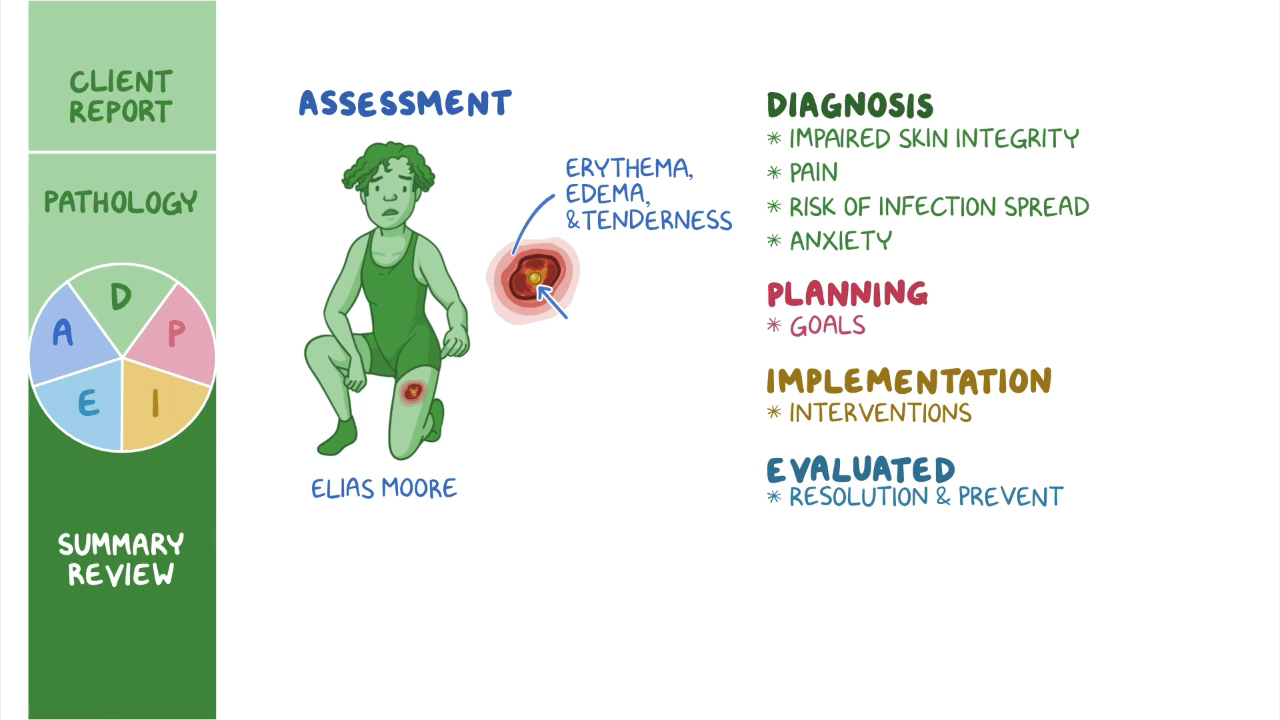 CLIENT
REPORT
PATHOLOGY
A
D
P
E
I
SUMMARY
REVIEW
ASSESSMENT
ERYTHEMA,
EDEMA,
&TENDERNESS
ELIAS MOORE
DIAGNOSIS
* IMPAIRED SKIN INTEGRITY
* PAIN
* RISK OF INFECTION SPREAD
* ANXIETY
PLANNING
* GOALS
IMPLEMENTATION
* INTERVENTIONS
EVALUATED
* RESOLUTION & PREVENT